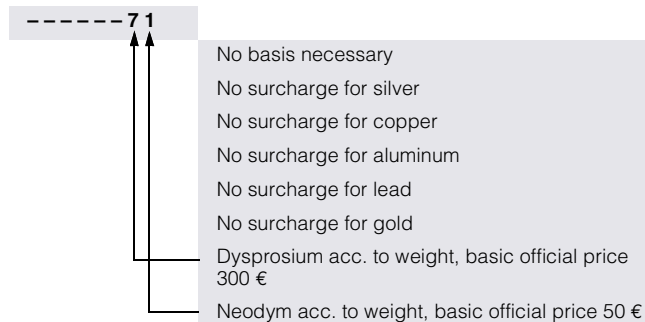 – – – – – – 7 1
No basis necessary
No surcharge for silver
No surcharge for copper
No surcharge for aluminum
No surcharge for lead
No surcharge for gold
Dysprosium acc. to weight, basic official price
300 €
Neodym acc. to weight, basic official price 50 €